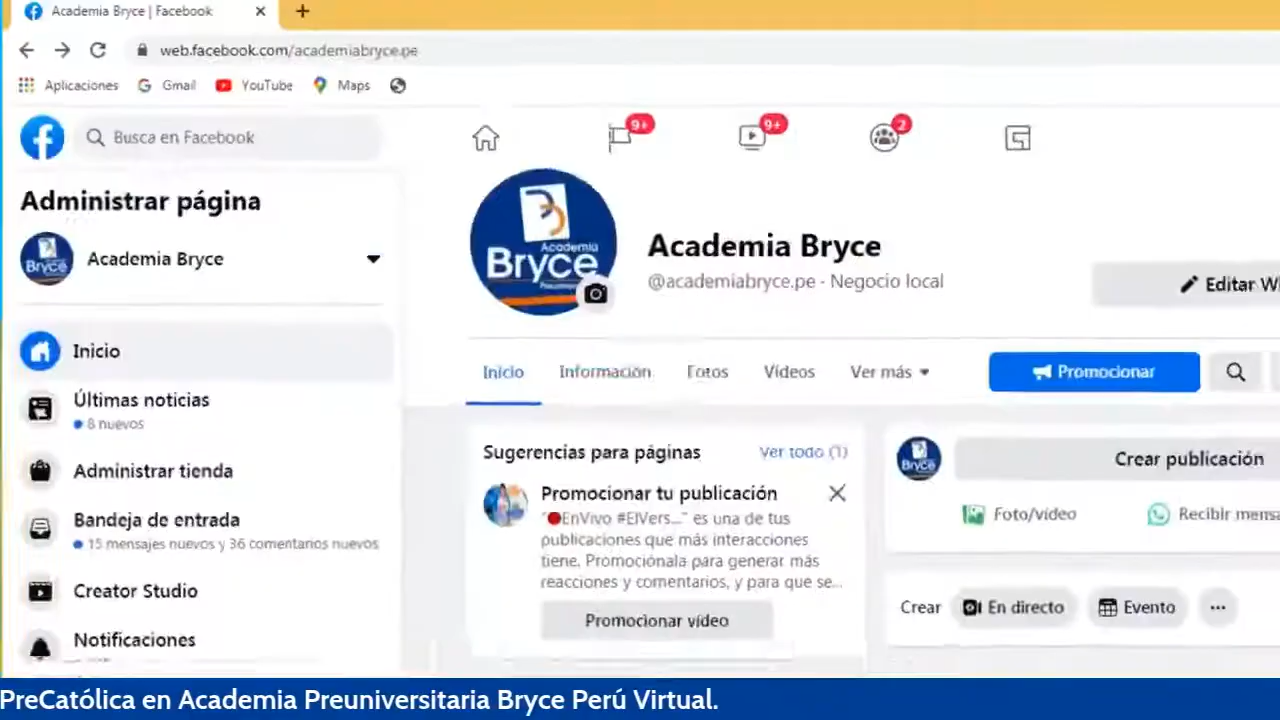 Academia Bryce | Facebook
web.facebook.com/academiabryce.pe
Aplicaciones
Gmail
YouTube
Maps
Busca en Facebook
9+
9+
2
Administrar página
Academia Bryce
Academia
Bryce
Academia Bryce
@academiabryce.pe · Negocio local
Editar W
Inicio
Información
Fotos
Vídeos
Ver más
Promocionar
Inicio
Últimas noticias
8 nuevos
Administrar tienda
Bandeja de entrada
15 mensajes nuevos y 36 comentarios nuevos
Creator Studio
Notificaciones
Sugerencias para páginas
Ver todo (1)
Promocionar tu publicación
"🔴EnVivo #ElVers..." es una de tus
publicaciones que más interacciones
tiene. Promociónala para generar más
reacciones y comentarios, y para que se...
Promocionar vídeo
Bryce
Crear publicación
Foto/vídeo
Recibir mensa
Crear
En directo
Evento
PreCatólica en Academia Preuniversitaria Bryce Perú Virtual.